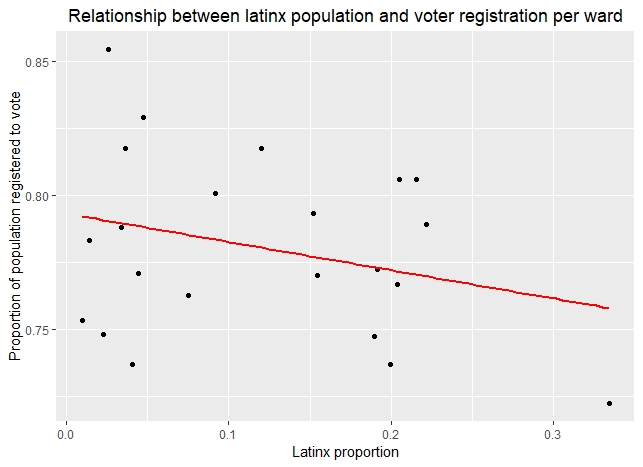 Relationship between latinx population and voter registration per ward
Proportion of population registered to vote
0.85
0.80
0.75
0.0
0.1
0.2
0.3
Latinx proportion